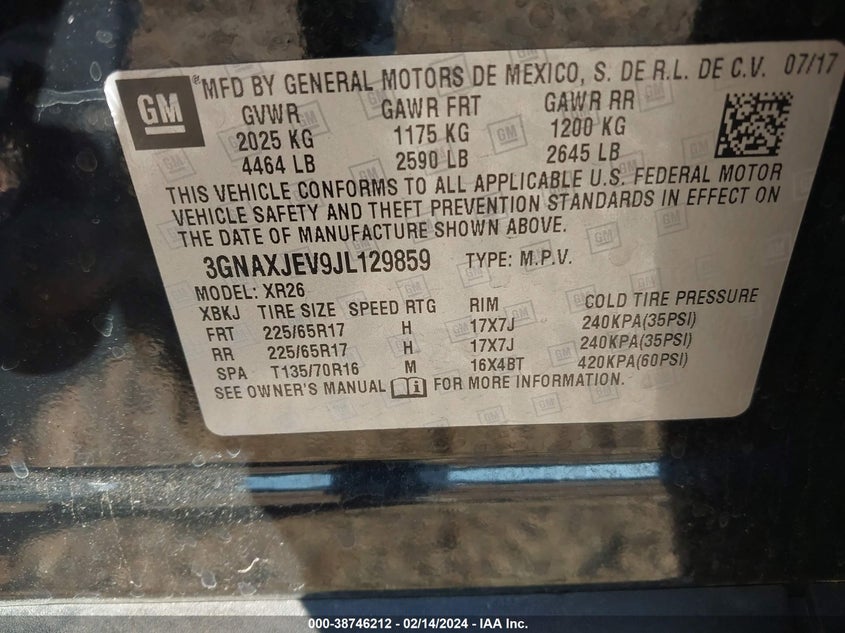 GM
®MFD BY GENERAL MOTORS DE MEXICO, S. DE R.L. DE C.V. 07/17
GVWR GAWR FRT GAWR RR
2025 KG 1175 KG 1200 KG
4464 LB 2590 LB 2645 LB
THIS VEHICLE CONFORMS TO ALL APPLICABLE U.S. FEDERAL MOTOR
VEHICLE SAFETY AND THEFT PREVENTION STANDARDS IN EFFECT ON
THE DATE OF MANUFACTURE SHOWN ABOVE.
3GNAXJEV9JL129859 TYPE: M.P.V.
MODEL: XR26
XBKJ TIRE SIZE SPEED RTG RIM COLD TIRE PRESSURE
FRT 225/65R17 H 17X7J 240KPA(35PSI)
RR 225/65R17 H 17X7J 240KPA(35PSI)
SPA T135/70R16 M 16X4BT 420KPA(60PSI)
SEE OWNER'S MANUAL FOR MORE INFORMATION.
000-38746212 - 02/14/2024 - IAA Inc.